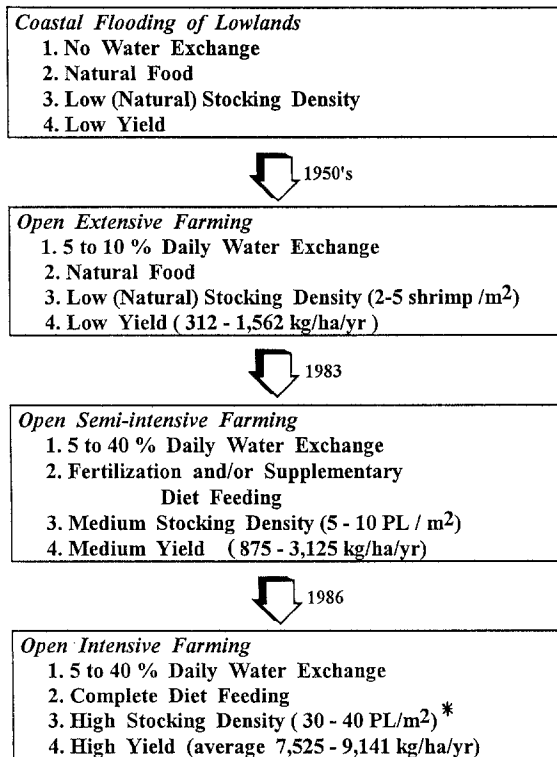 Coastal Flooding of Lowlands
1. No Water Exchange
2. Natural Food
3. Low (Natural) Stocking Density
4. Low Yield
1950's
Open Extensive Farming
1. 5 to 10 % Daily Water Exchange
2. Natural Food
3. Low (Natural) Stocking Density (2-5 shrimp /m²)
4. Low Yield ( 312 - 1,562 kg/ha/yr )
1983
Open Semi-intensive Farming
1. 5 to 40 % Daily Water Exchange
2. Fertilization and/or Supplementary
Diet Feeding
3. Medium Stocking Density (5 - 10 PL / m²)
4. Medium Yield ( 875 - 3,125 kg/ha/yr)
1986
Open Intensive Farming
1. 5 to 40 % Daily Water Exchange
2. Complete Diet Feeding
3. High Stocking Density ( 30 - 40 PL/m²) *
4. High Yield (average 7,525 - 9,141 kg/ha/yr)